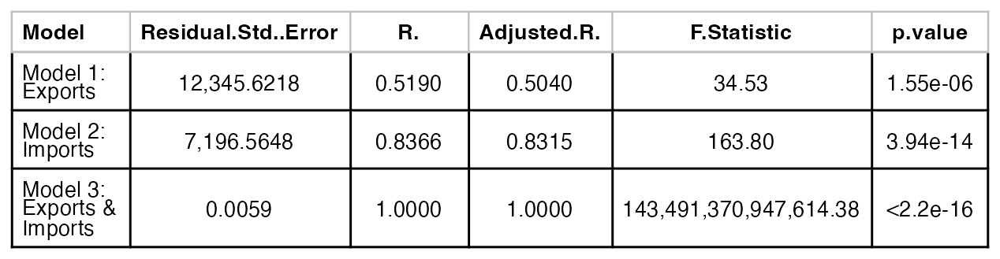 Model Residual.Std..Error R. Adjusted.R. F.Statistic p.value
Model 1:
Exports 12,345.6218 0.5190 0.5040 34.53 1.55e-06
Model 2:
Imports 7,196.5648 0.8366 0.8315 163.80 3.94e-14
Model 3:
Exports & 0.0059 1.0000 1.0000 143,491,370,947,614.38 <2.2e-16
Imports